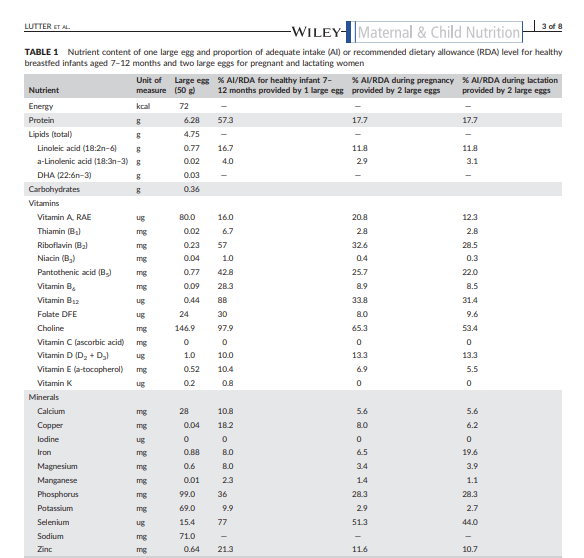 LUTTER ET AL.
WILEY Maternal & Child Nutrition 3 of 8
TABLE 1 Nutrient content of one large egg and proportion of adequate intake (AI) or recommended dietary allowance (RDA) level for healthy
breastfed infants aged 7–12 months and two large eggs for pregnant and lactating women
Unit of Large egg % AI/RDA for healthy infant 7– % AI/RDA during pregnancy % AI/RDA during lactation
Nutrient measure (50 g) 12 months provided by 1 large egg provided by 2 large eggs provided by 2 large eggs
Energy kcal 72 –
Protein g 6.28 57.3 17.7 17.7
Lipids (total) g 4.75 – – –
Linoleic acid (18:2n−6) g 0.77 16.7 11.8 11.8
a-Linolenic acid (18:3n−3) g 0.02 4.0 2.9 3.1
DHA (22:6n−3) g 0.03 – – –
Carbohydrates g 0.36
Vitamins
Vitamin A, RAE ug 80.0 16.0 20.8 12.3
Thiamin (B₁) mg 0.02 6.7 2.8 2.8
Riboflavin (B₂) mg 0.23 57 32.6 28.5
Niacin (B₃) mg 0.04 1.0 0.4 0.3
Pantothenic acid (B₅) mg 0.77 42.8 25.7 22.0
Vitamin B₆ mg 0.09 28.3 8.9 8.5
Vitamin B₁₂ ug 0.44 88 33.8 31.4
Folate DFE ug 24 30 8.0 9.6
Choline mg 146.9 97.9 65.3 53.4
Vitamin C (ascorbic acid) mg 0 0 0 0
Vitamin D (D₂ + D₃) ug 1.0 10.0 13.3 13.3
Vitamin E (a-tocopherol) mg 0.52 10.4 6.9 5.5
Vitamin K ug 0.2 0.8 0 0
Minerals
Calcium mg 28 10.8 5.6 5.6
Copper mg 0.04 18.2 8.0 6.2
Iodine ug 0 0 0 0
Iron mg 0.88 8.0 6.5 19.6
Magnesium mg 0.6 8.0 3.4 3.9
Manganese mg 0.01 2.3 1.4 1.1
Phosphorus mg 99.0 36 28.3 28.3
Potassium mg 69.0 9.9 2.9 2.7
Selenium ug 15.4 77 51.3 44.0
Sodium mg 71.0 – – –
Zinc mg 0.64 21.3 11.6 10.7